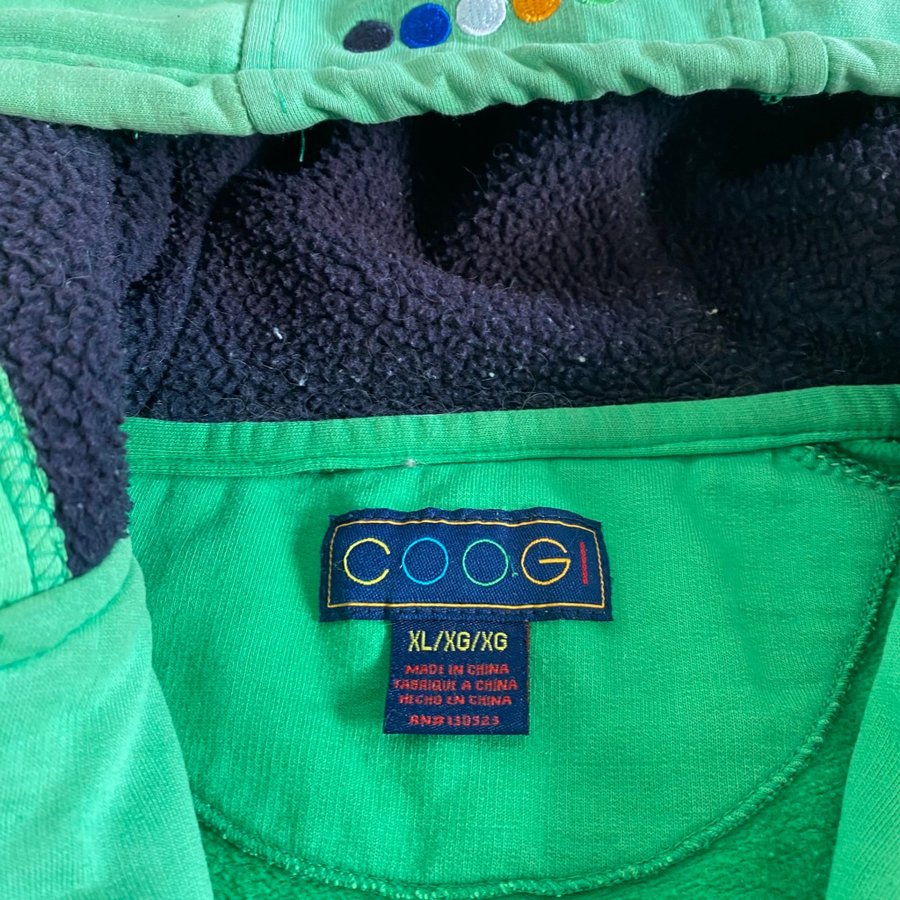 COOGI
XL/XG/XG
MADE IN CHINA
FABRIQUE A CHINA
HECHO EN CHINA
RN#130323